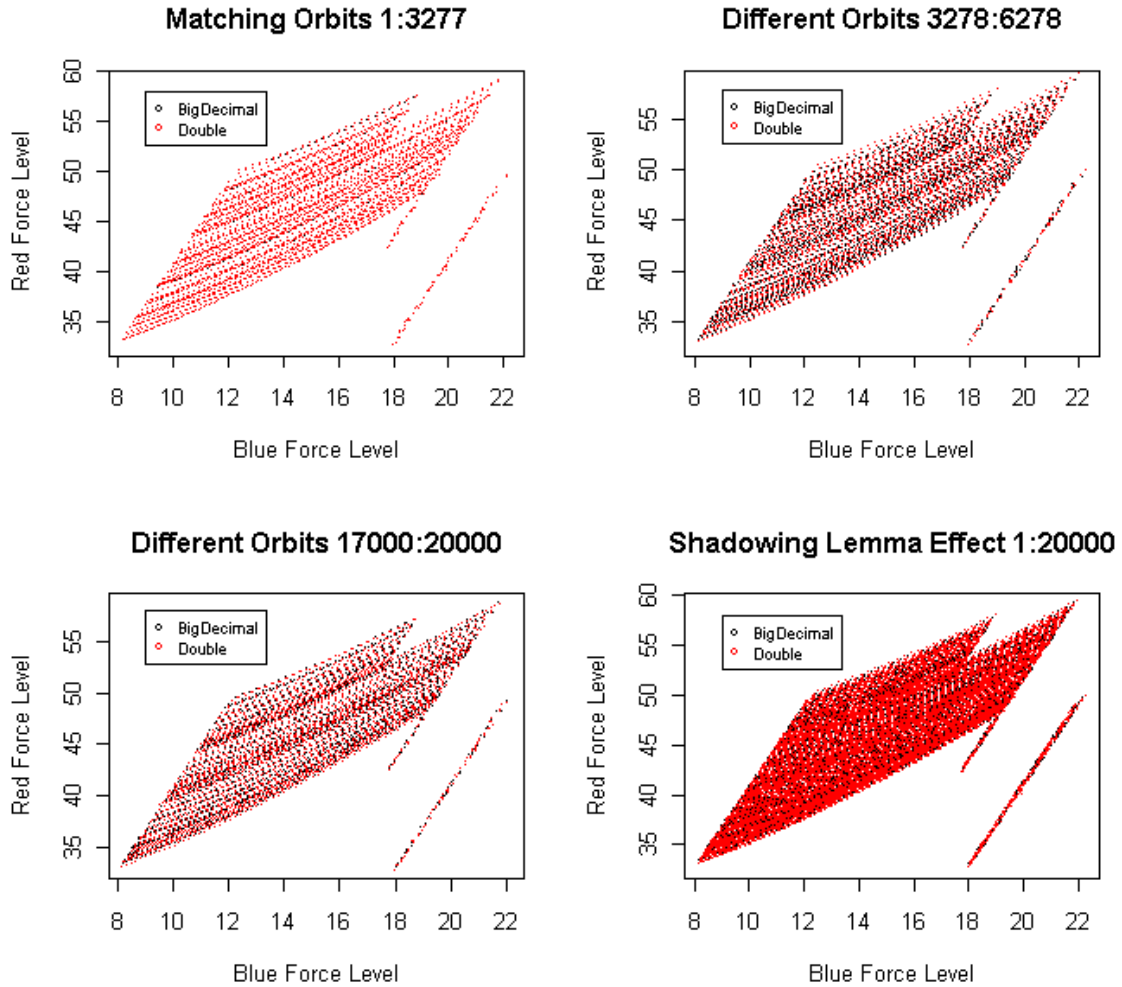 Matching Orbits 1:3277
BigDecimal
Double
Red Force Level
60
55
50
45
40
35
8 10 12 14 16 18 20 22
Blue Force Level
Different Orbits 3278:6278
BigDecimal
Double
Red Force Level
55
50
45
40
35
8 10 12 14 16 18 20 22
Blue Force Level
Different Orbits 17000:20000
BigDecimal
Double
Red Force Level
55
50
45
40
35
8 10 12 14 16 18 20 22
Blue Force Level
Shadowing Lemma Effect 1:20000
BigDecimal
Double
Red Force Level
60
55
50
45
40
35
8 10 12 14 16 18 20 22
Blue Force Level